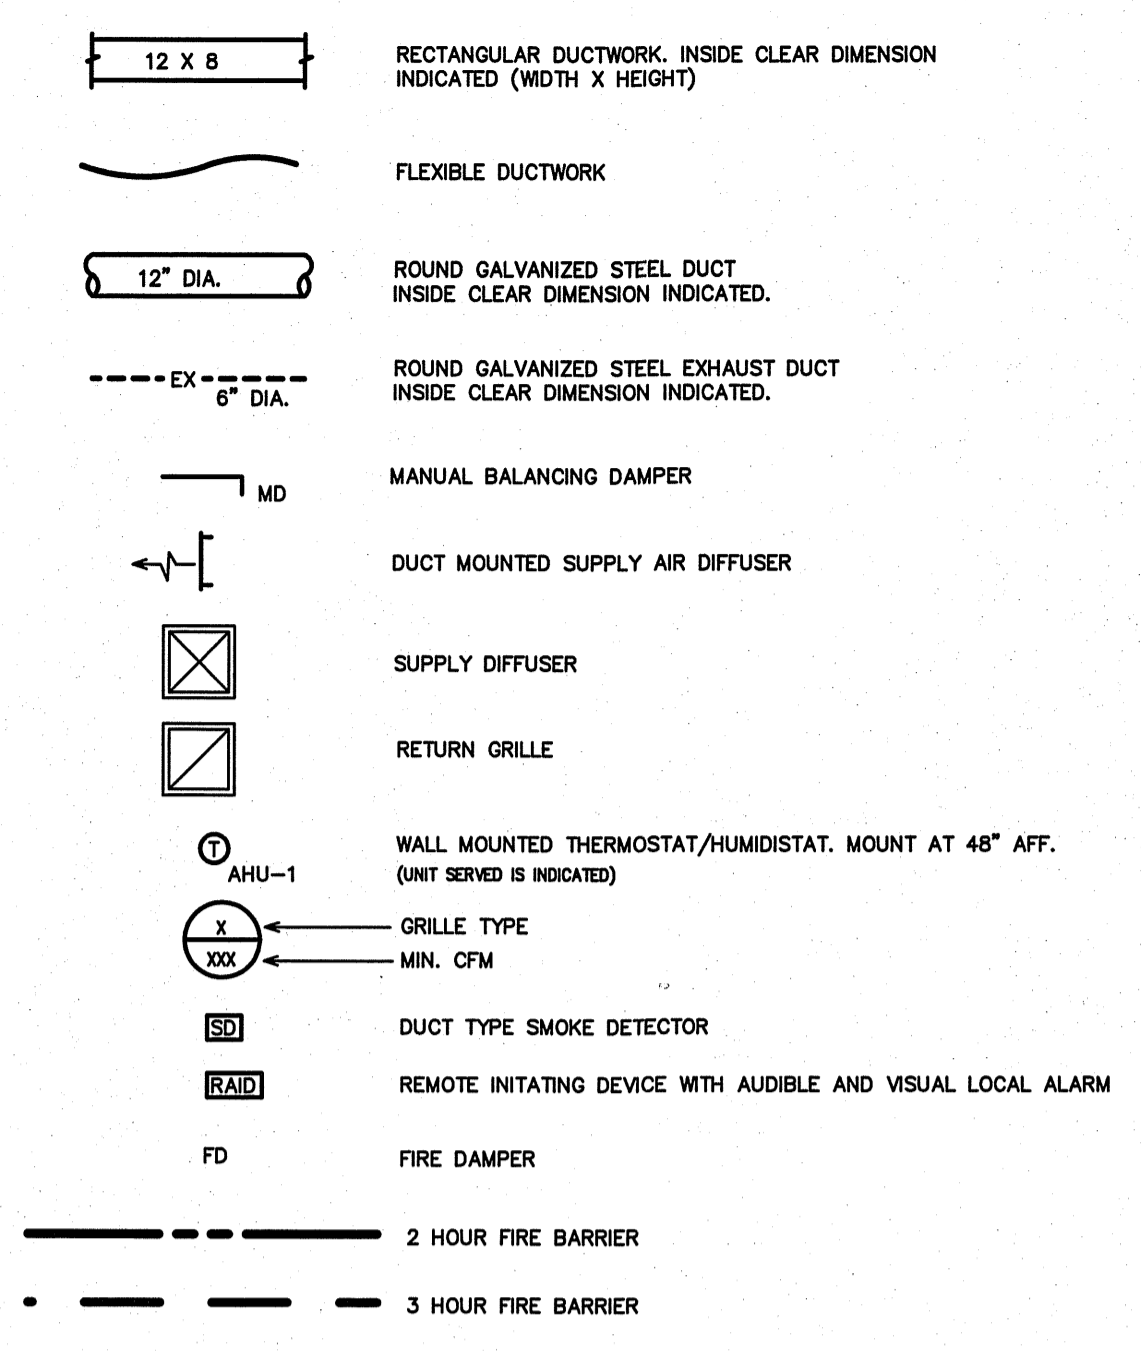 12 X 8
RECTANGULAR DUCTWORK. INSIDE CLEAR DIMENSION
INDICATED (WIDTH X HEIGHT)
FLEXIBLE DUCTWORK
12" DIA.
ROUND GALVANIZED STEEL DUCT
INSIDE CLEAR DIMENSION INDICATED.
EX
6" DIA.
ROUND GALVANIZED STEEL EXHAUST DUCT
INSIDE CLEAR DIMENSION INDICATED.
MD
MANUAL BALANCING DAMPER
DUCT MOUNTED SUPPLY AIR DIFFUSER
SUPPLY DIFFUSER
RETURN GRILLE
T
AHU-1
WALL MOUNTED THERMOSTAT/HUMIDISTAT. MOUNT AT 48" AFF.
(UNIT SERVED IS INDICATED)
X
GRILLE TYPE
XXX
MIN. CFM
SD
DUCT TYPE SMOKE DETECTOR
RAID
REMOTE INITATING DEVICE WITH AUDIBLE AND VISUAL LOCAL ALARM
FD
FIRE DAMPER
2 HOUR FIRE BARRIER
3 HOUR FIRE BARRIER